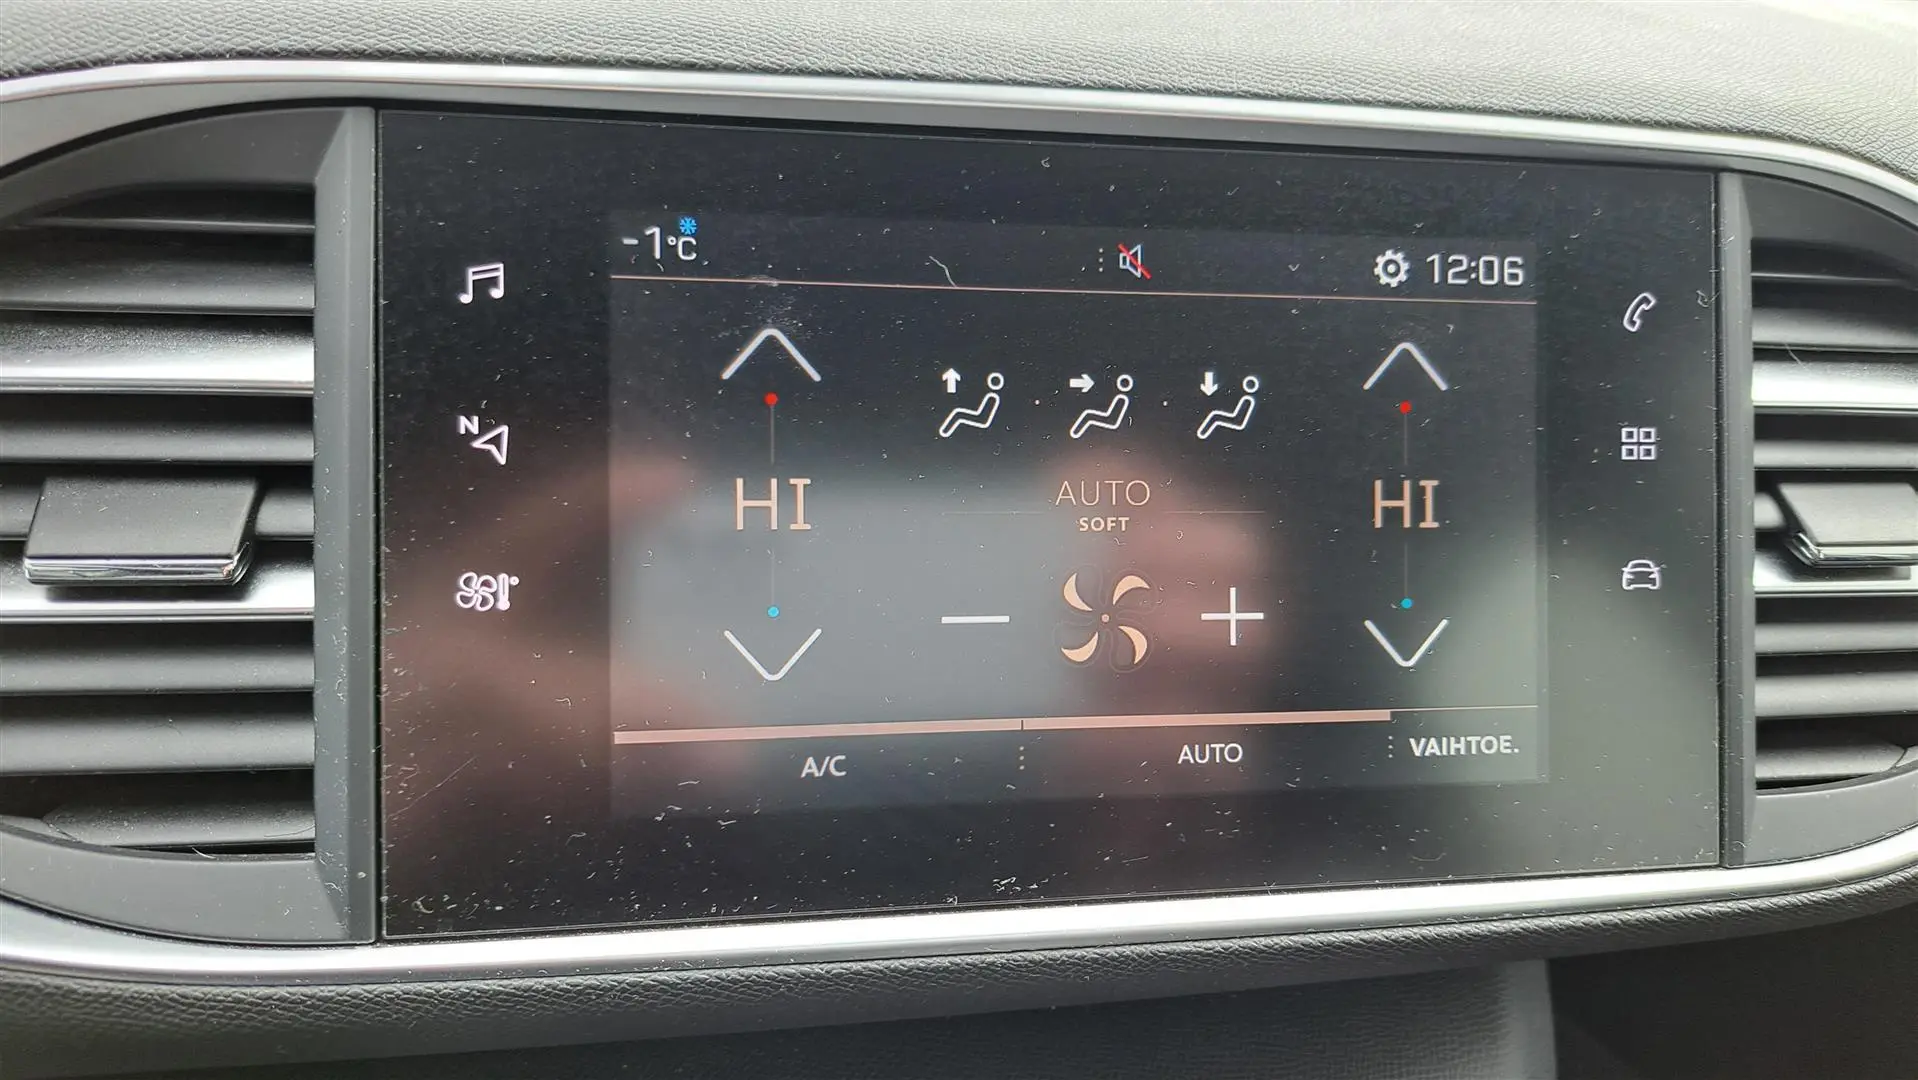 -1°C
12:06
N
HI
AUTO
SOFT
HI
A/C
AUTO
VAIHTOE.